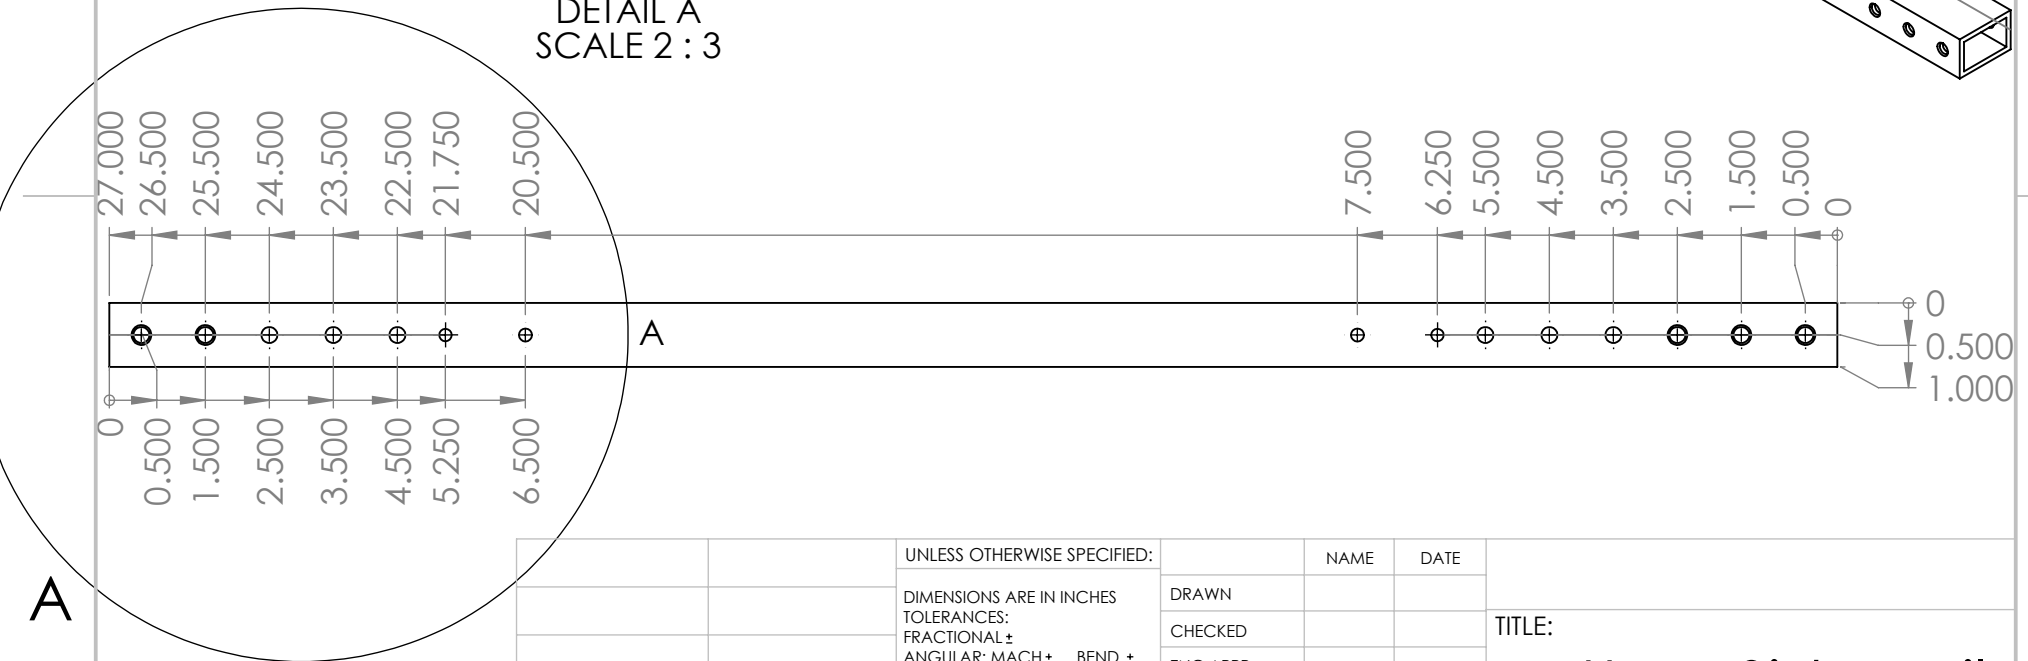 DETAIL A
SCALE 2 : 3
27.000
26.500
25.500
24.500
23.500
22.500
21.750
20.500
7.500
6.250
5.500
4.500
3.500
2.500
1.500
0.500
0
A
0
0.500
1.000
0
0.500
1.500
2.500
3.500
4.500
5.250
6.500
A
UNLESS OTHERWISE SPECIFIED:
NAME
DATE
DIMENSIONS ARE IN INCHES
TOLERANCES:
FRACTIONAL ±
ANGULAR: MACH ± BEND ±
DRAWN
CHECKED
TITLE: